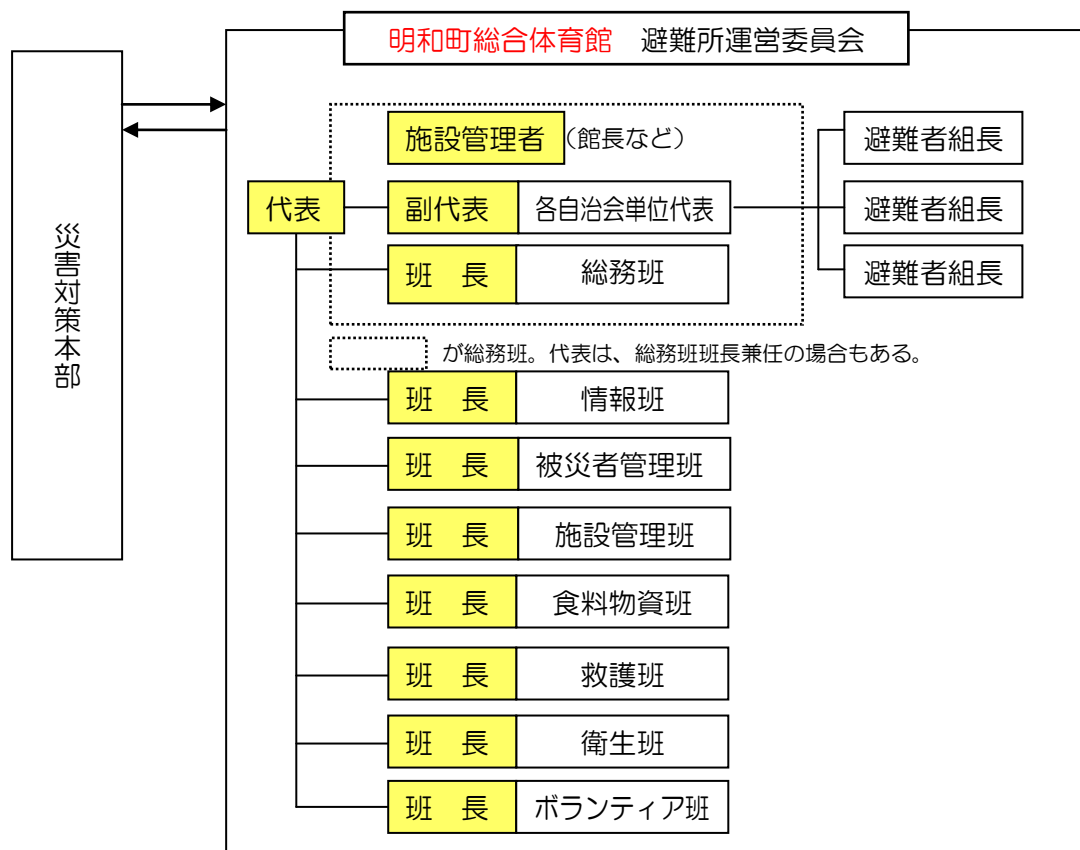 明和町総合体育館　避難所運営委員会
災害対策本部
施設管理者（館長など）
避難者組長
代表
副代表　各自治会単位代表
避難者組長
班　長　総務班
避難者組長
が総務班。代表は、総務班班長兼任の場合もある。
班　長　情報班
班　長　被災者管理班
班　長　施設管理班
班　長　食料物資班
班　長　救護班
班　長　衛生班
班　長　ボランティア班